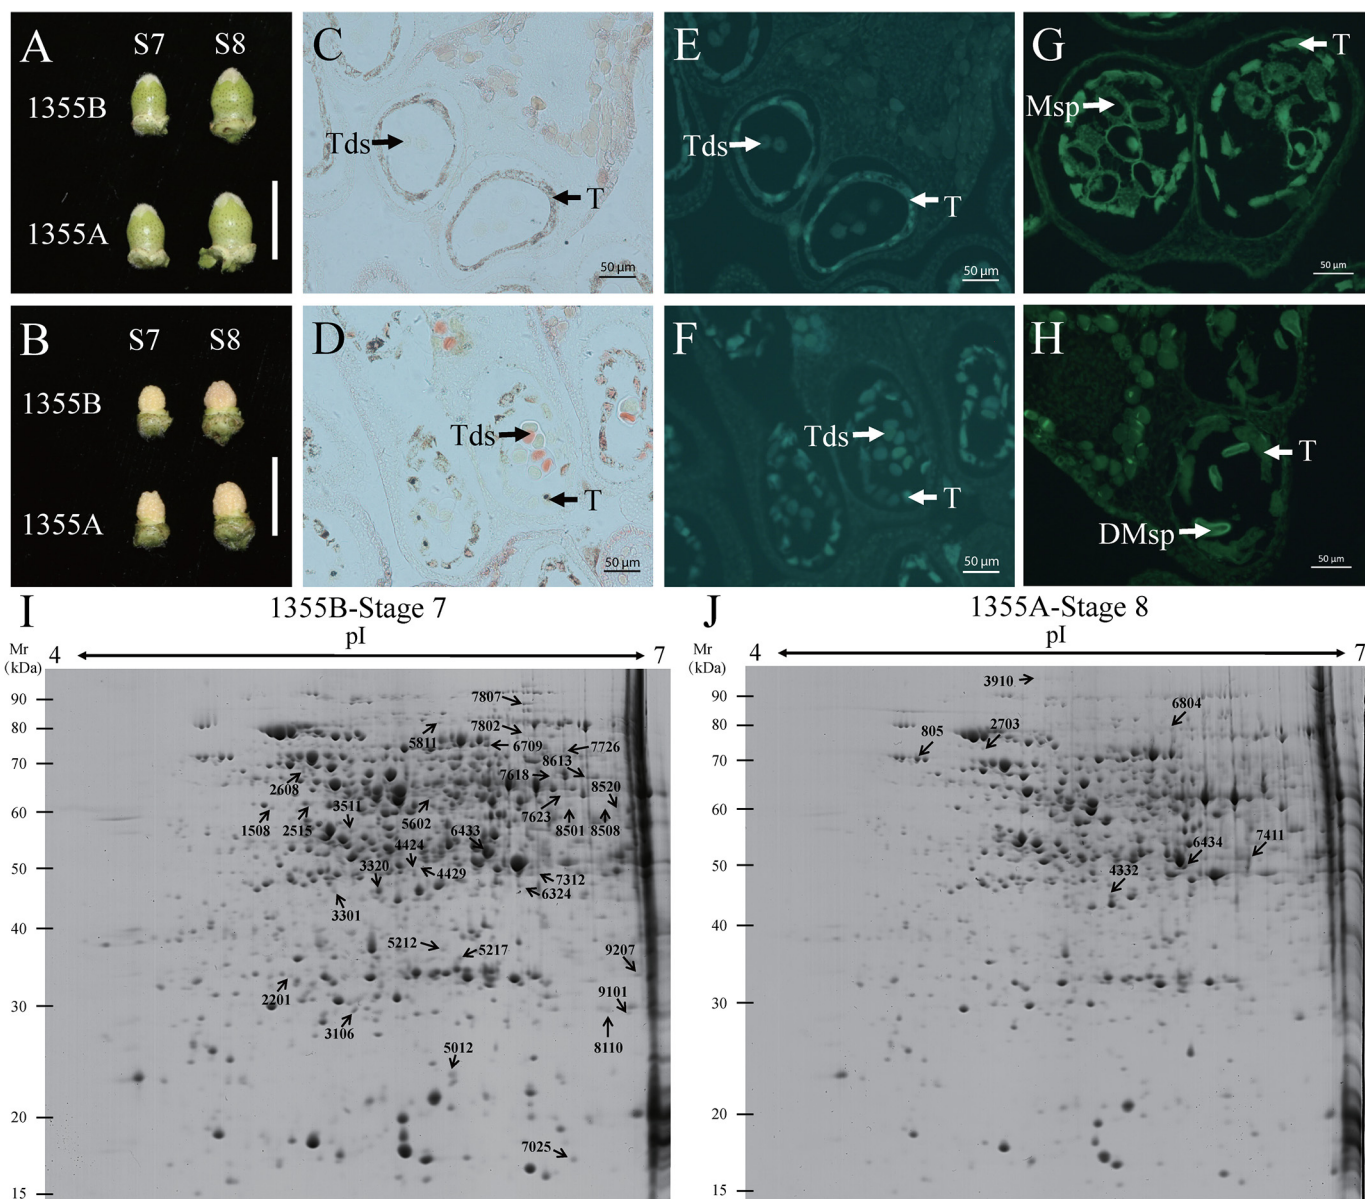 A
S7 S8
1355B
1355A
B
S7 S8
1355B
1355A
C
Tds
T
50 μm
D
Tds
T
50 μm
E
Tds
T
50 μm
F
Tds
T
50 μm
G
T
Msp
50 μm
H
T
DMsp
50 μm
I
1355B-Stage 7
pI
Mr
(kDa)
4
7
90
80
70
60
50
40
30
20
15
7807
7802
5811
6709
7726
8613
7618
2608
8520
3511
5602
7623
1508
2515
8501
8508
6433
4424
3320
4429
7312
6324
3301
5212
5217
9207
2201
9101
3106
8110
5012
7025
J
1355A-Stage 8
pI
Mr
(kDa)
4
7
90
80
70
60
50
40
30
20
15
3910
6804
805
2703
7411
6434
4332